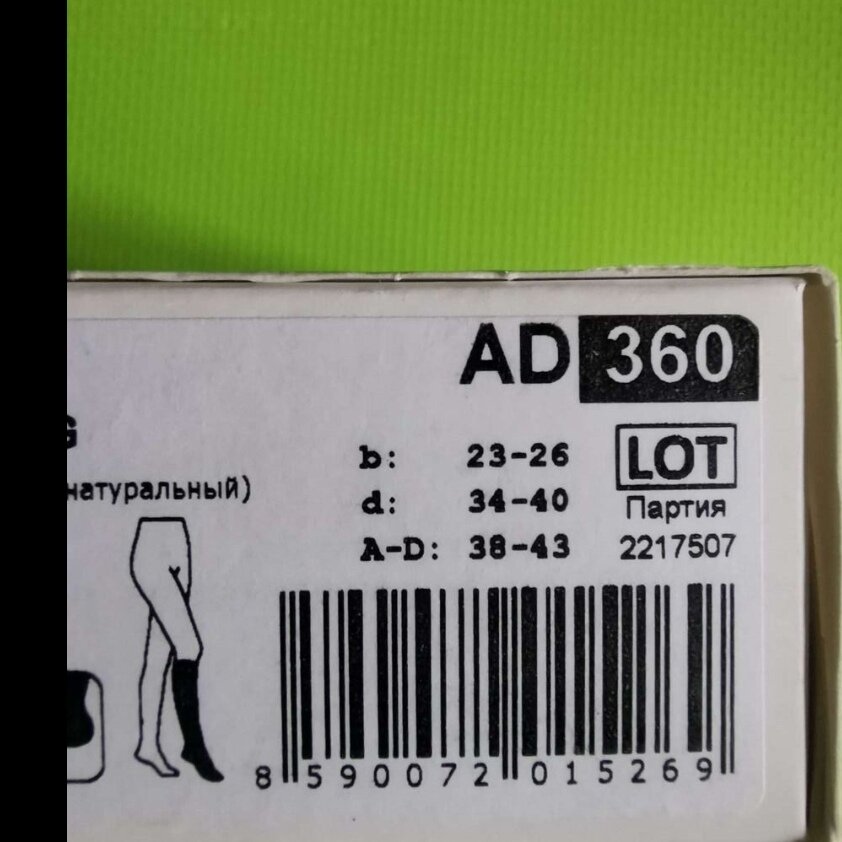 AD 360
b: 23-26 LOT
натуральный) d: 34-40 Партия
A-D: 38-43 2217507
8 590072 015269